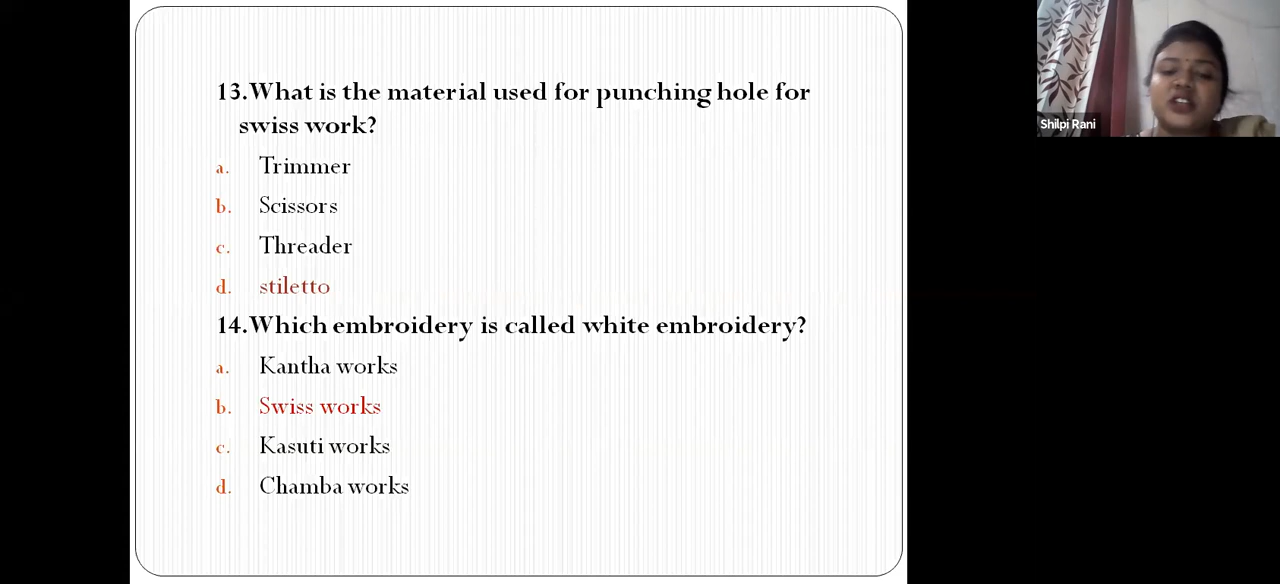 13.What is the material used for punching hole for
swiss work?
a. Trimmer
b. Scissors
c. Threader
d. stiletto
14.Which embroidery is called white embroidery?
a. Kantha works
b. Swiss works
c. Kasuti works
d. Chamba works
Shilpi Rani